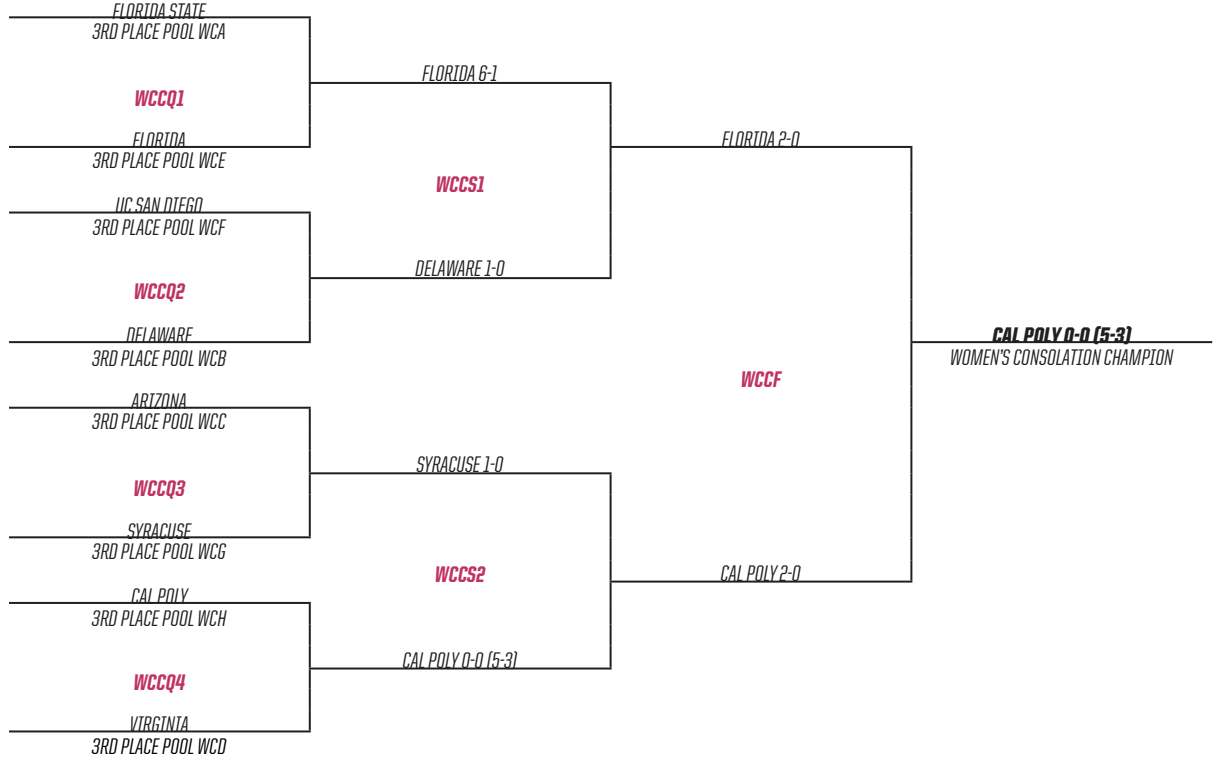 FLORIDA STATE
3RD PLACE POOL WCA
WCCQ1
FLORIDA
3RD PLACE POOL WCE
UC SAN DIEGO
3RD PLACE POOL WCF
WCCQ2
DELAWARE
3RD PLACE POOL WCB
ARIZONA
3RD PLACE POOL WCC
WCCQ3
SYRACUSE
3RD PLACE POOL WCG
CAL POLY
3RD PLACE POOL WCH
WCCQ4
VIRGINIA
3RD PLACE POOL WCD
FLORIDA 6-1
WCCS1
DELAWARE 1-0
SYRACUSE 1-0
WCCS2
CAL POLY 0-0 (5-3)
FLORIDA 2-0
WCCF
CAL POLY 2-0
CAL POLY 0-0 (5-3)
WOMEN'S CONSOLATION CHAMPION